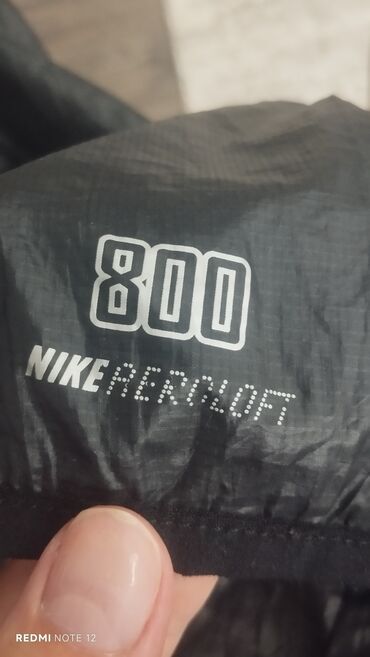 800
NIKE AEROLOFT
REDMI NOTE 12